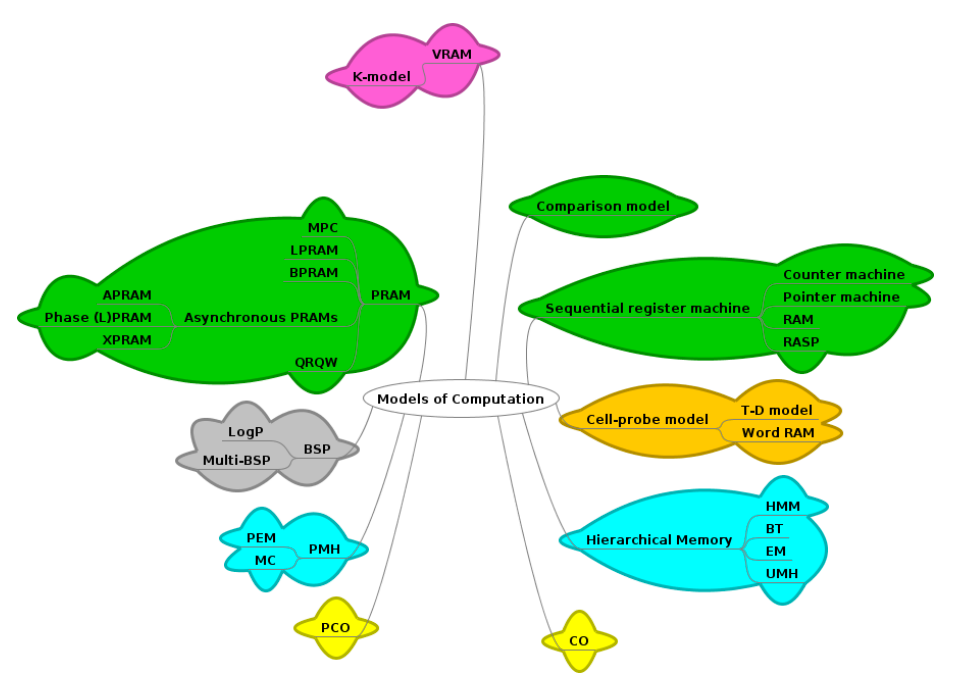 VRAM
K-model
Comparison model
MPC
LPRAM
BPRAM
PRAM
APRAM
Phase (L)PRAM
Asynchronous PRAMs
XPRAM
QRQW
Counter machine
Pointer machine
Sequential register machine
RAM
RASP
Models of Computation
T-D model
Cell-probe model
Word RAM
LogP
BSP
Multi-BSP
HMM
BT
Hierarchical Memory
EM
UMH
PEM
PMH
MC
PCO
CO